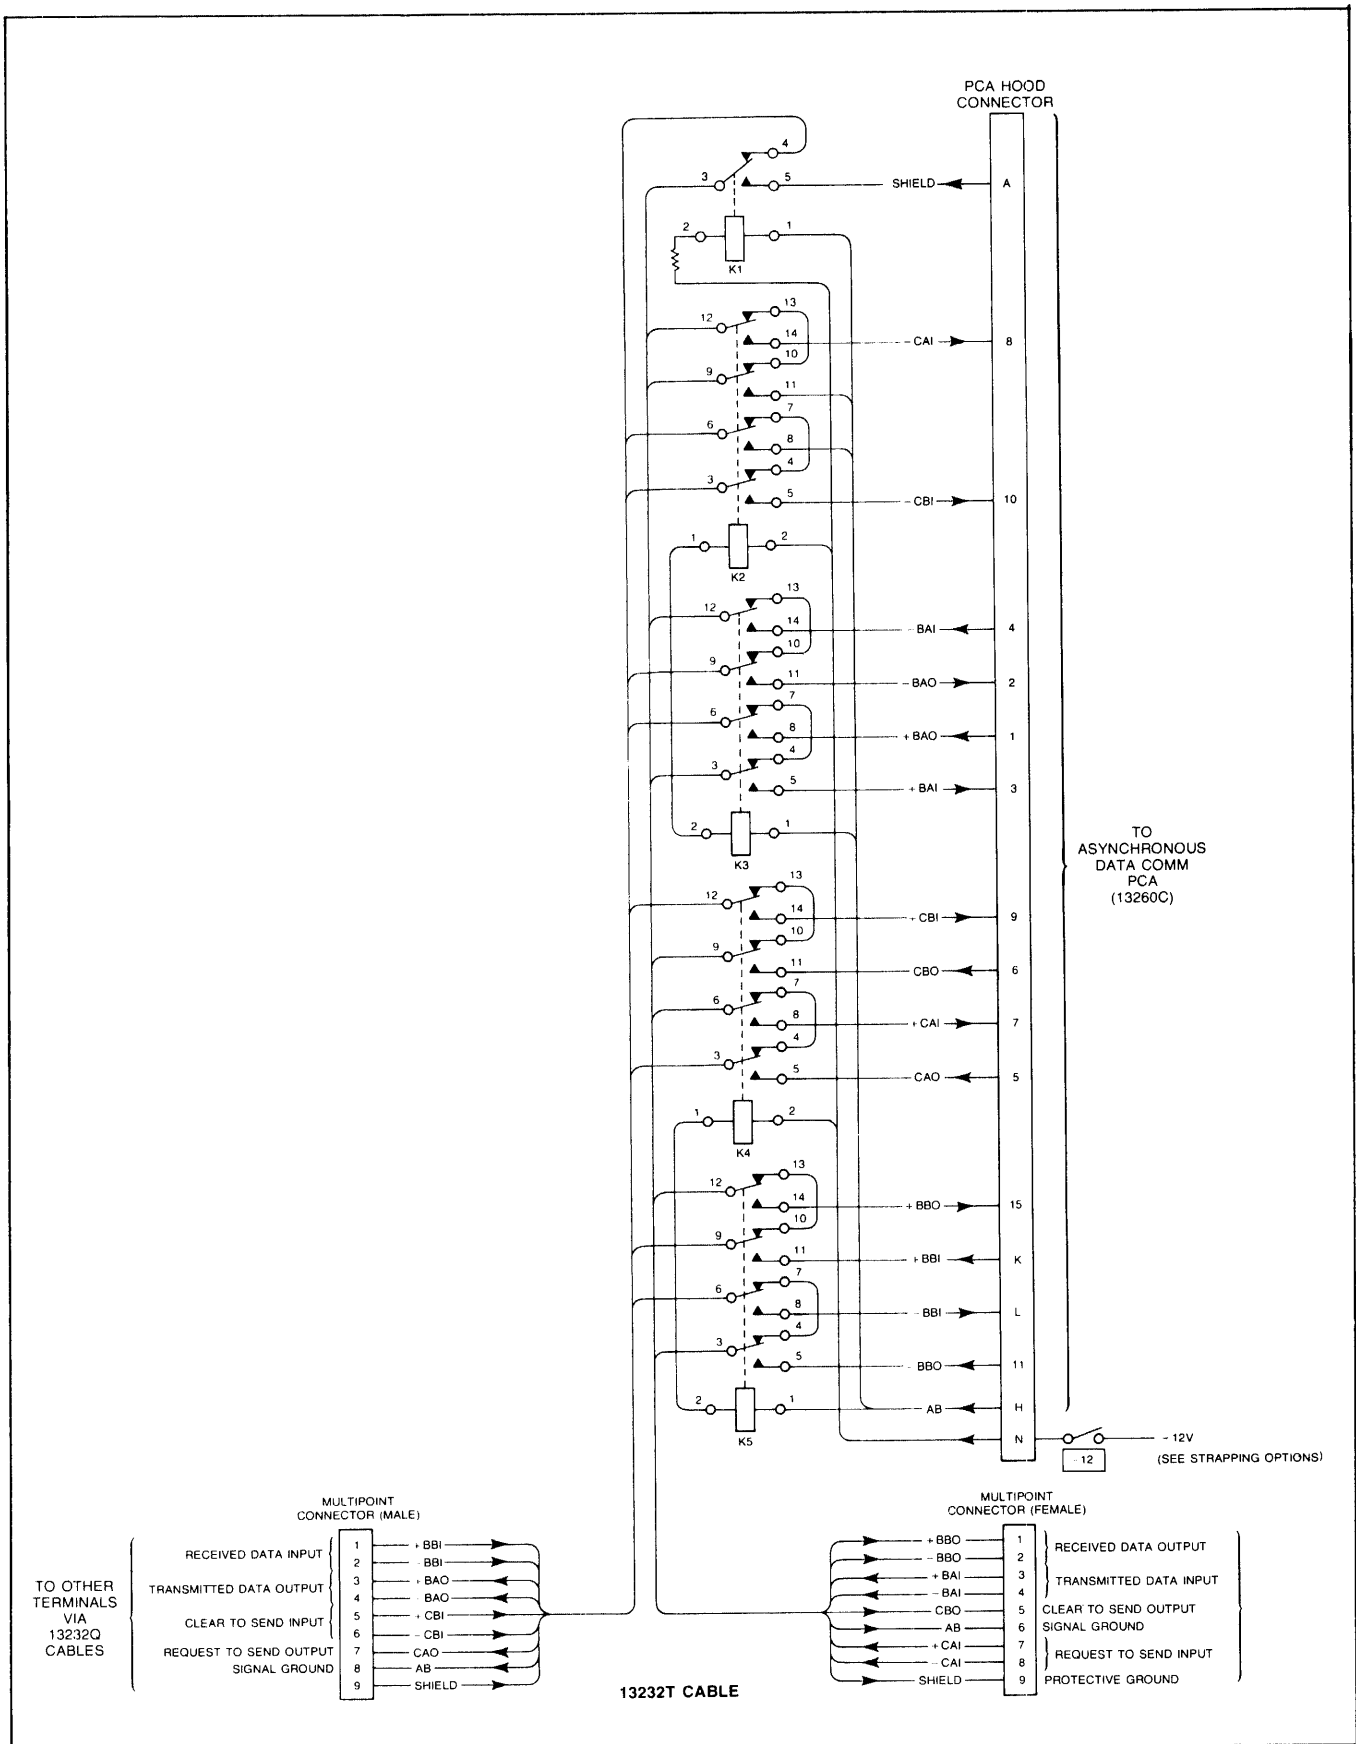 PCA HOOD
CONNECTOR
4
3
5
SHIELD
A
2
1
K1
13
12
14
- CAI
8
10
9
11
7
6
8
4
3
5
- CBI
10
1
2
K2
13
12
14
- BAI
4
10
9
11
- BAO
2
7
6
8
+ BAO
1
4
3
5
+ BAI
3
2
1
K3
TO
ASYNCHRONOUS
DATA COMM
PCA
(13260C)
13
12
14
+ CBI
9
10
9
11
CBO
6
7
6
8
+ CAI
7
4
3
5
CAO
5
1
2
K4
13
12
14
+ BBO
15
10
9
11
+ BBI
K
7
6
8
- BBI
L
4
3
5
- BBO
11
2
1
AB
H
K5
N
- 12V
- 12
(SEE STRAPPING OPTIONS)
MULTIPOINT
CONNECTOR (MALE)
TO OTHER
TERMINALS
VIA
13232Q
CABLES
RECEIVED DATA INPUT
TRANSMITTED DATA OUTPUT
CLEAR TO SEND INPUT
REQUEST TO SEND OUTPUT
SIGNAL GROUND
1 + BBI
2 - BBI
3 + BAO
4 - BAO
5 + CBI
6 - CBI
7 CAO
8 AB
9 SHIELD
13232T CABLE
MULTIPOINT
CONNECTOR (FEMALE)
+ BBO 1
- BBO 2
+ BAI 3
- BAI 4
CBO 5
AB 6
+ CAI 7
- CAI 8
SHIELD 9
RECEIVED DATA OUTPUT
TRANSMITTED DATA INPUT
CLEAR TO SEND OUTPUT
SIGNAL GROUND
REQUEST TO SEND INPUT
PROTECTIVE GROUND